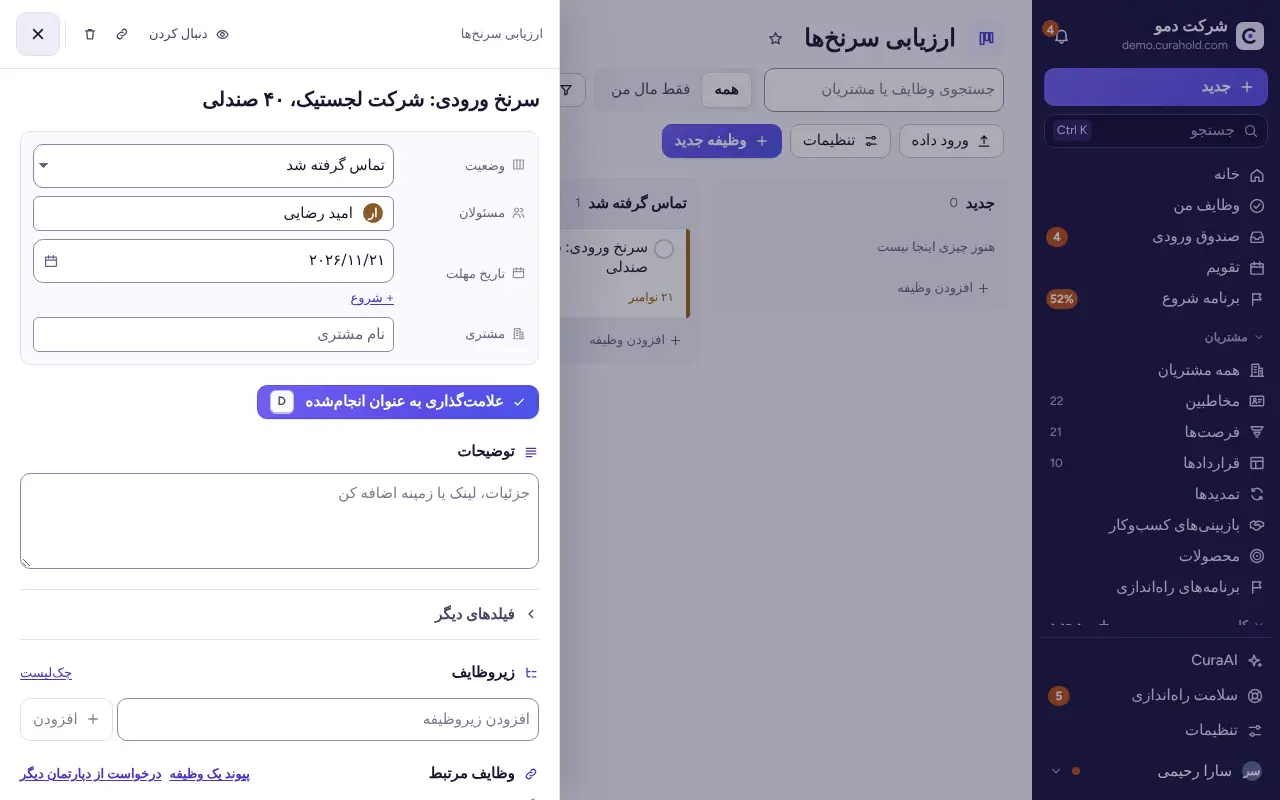 شرکت دمو
demo.curahold.com
4
جدید
جستجو
Ctrl K
خانه
وظایف من
صندوق ورودی
4
تقویم
برنامه شروع
52%
مشتریان
همه مشتریان
مخاطبین
22
فرصت‌ها
21
قراردادها
10
تمدیدها
بازبینی‌های کسب‌وکار
محصولات
برنامه‌های راه‌اندازی
CuraAI
سلامت راه‌اندازی
5
تنظیمات
سارا رحیمی
سر
ارزیابی سرنخ‌ها
جستجوی وظایف یا مشتریان
همه
فقط مال من
ورود داده
تنظیمات
وظیفه جدید
جدید 0
هنوز چیزی اینجا نیست
افزودن وظیفه
تماس گرفته شد 1
سرنخ ورودی:
صندلی
۲۱ نوامبر
افزودن وظیفه
ارزیابی سرنخ‌ها
دنبال کردن
سرنخ ورودی: شرکت لجستیک، ۴۰ صندلی
وضعیت
تماس گرفته شد
مسئولان
ار
امید رضایی
تاریخ مهلت
۲۰۲۶/۱۱/۲۱
+ شروع
مشتری
نام مشتری
علامت‌گذاری به عنوان انجام‌شده D
توضیحات
جزئیات، لینک یا زمینه اضافه کن
فیلدهای دیگر
زیروظایف
چک‌لیست
افزودن زیروظیفه
افزودن
وظایف مرتبط
پیوند یک وظیفه
درخواست از دپارتمان دیگر